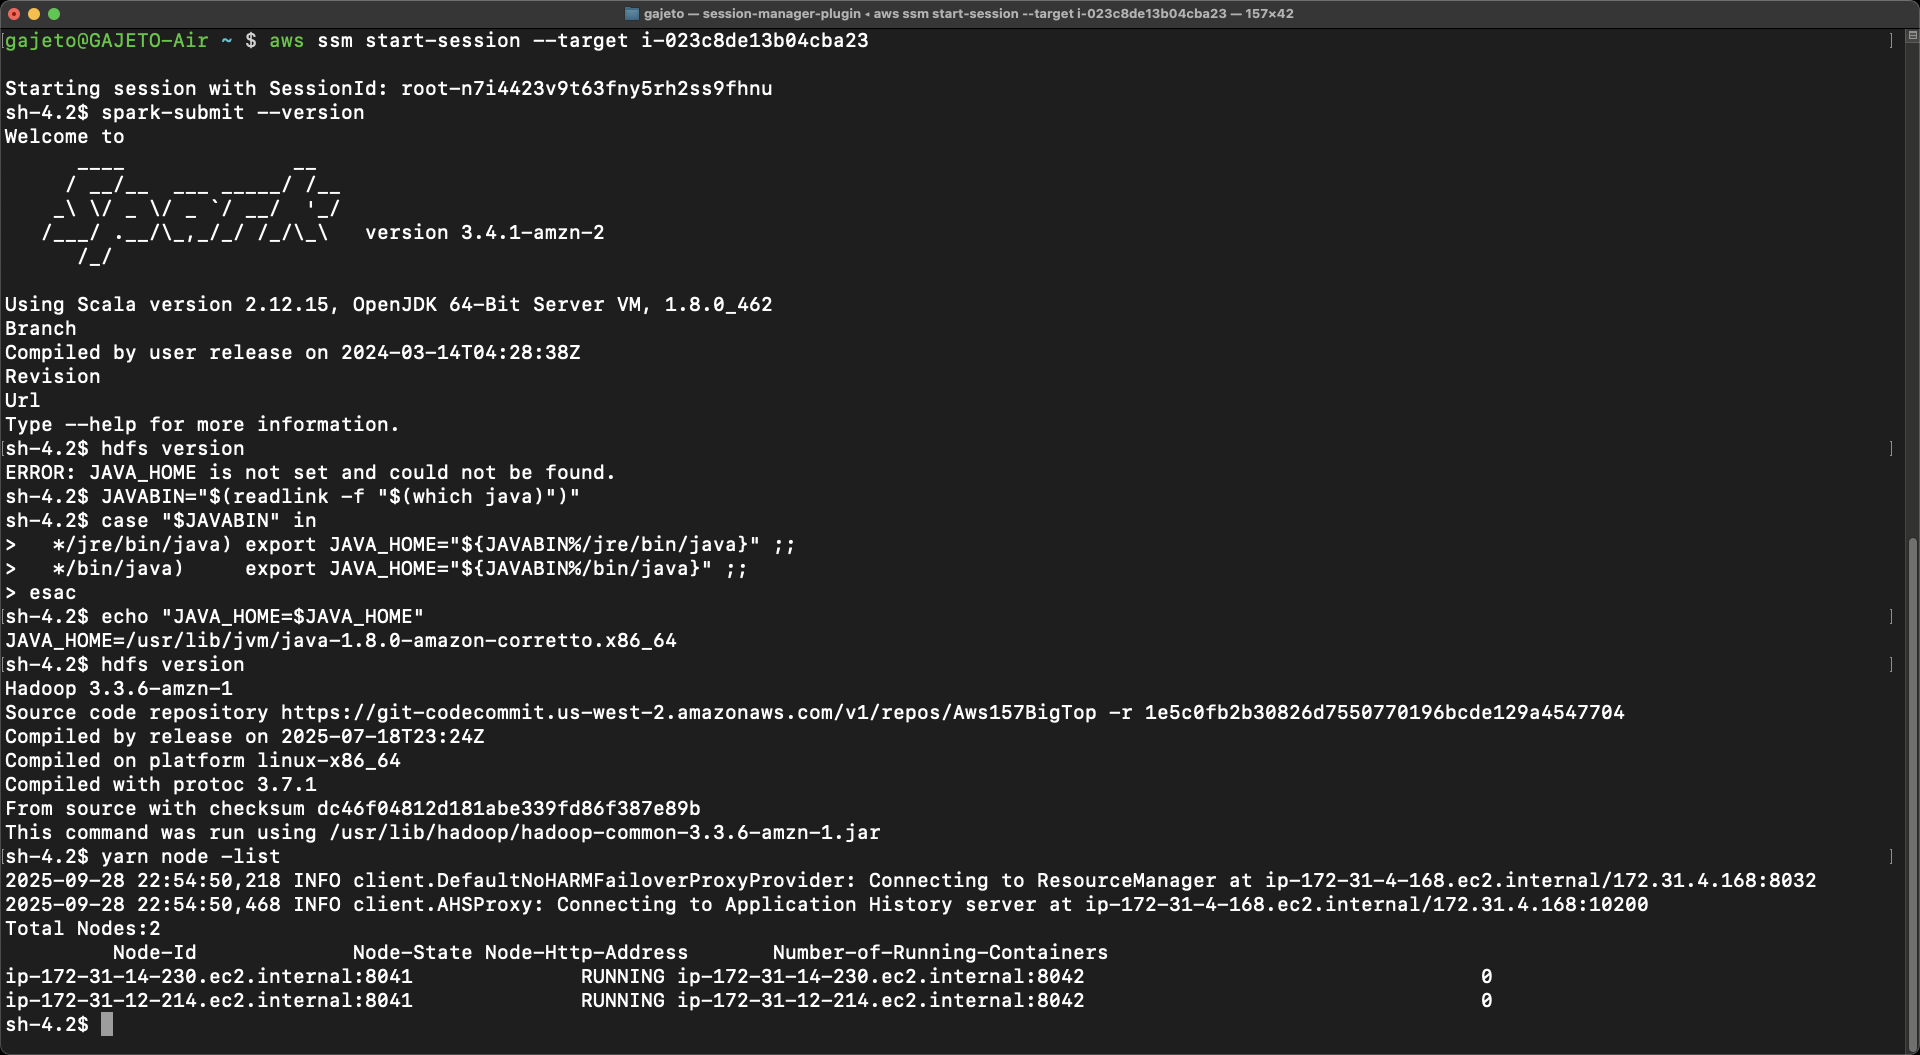 gajeto — session-manager-plugin ◂ aws ssm start-session --target i-023c8de13b04cba23 — 157×42
gajeto@GAJETO-Air ~ $ aws ssm start-session --target i-023c8de13b04cba23

Starting session with SessionId: root-n7i4423v9t63fny5rh2ss9fhnu
sh-4.2$ spark-submit --version
Welcome to
      ____              __
     / __/__  ___ _____/ /__
    _\ \/ _ \/ _ `/ __/  '_/
   /___/ .__/\_,_/_/ /_/\_\   version 3.4.1-amzn-2
      /_/

Using Scala version 2.12.15, OpenJDK 64-Bit Server VM, 1.8.0_462
Branch
Compiled by user release on 2024-03-14T04:28:38Z
Revision
Url
Type --help for more information.
sh-4.2$ hdfs version
ERROR: JAVA_HOME is not set and could not be found.
sh-4.2$ JAVABIN="$(readlink -f "$(which java)")"
sh-4.2$ case "$JAVABIN" in
>   */jre/bin/java) export JAVA_HOME="${JAVABIN%/jre/bin/java}" ;;
>   */bin/java)     export JAVA_HOME="${JAVABIN%/bin/java}" ;;
> esac
sh-4.2$ echo "JAVA_HOME=$JAVA_HOME"
JAVA_HOME=/usr/lib/jvm/java-1.8.0-amazon-corretto.x86_64
sh-4.2$ hdfs version
Hadoop 3.3.6-amzn-1
Source code repository https://git-codecommit.us-west-2.amazonaws.com/v1/repos/Aws157BigTop -r 1e5c0fb2b30826d7550770196bcde129a4547704
Compiled by release on 2025-07-18T23:24Z
Compiled on platform linux-x86_64
Compiled with protoc 3.7.1
From source with checksum dc46f04812d181abe339fd86f387e89b
This command was run using /usr/lib/hadoop/hadoop-common-3.3.6-amzn-1.jar
sh-4.2$ yarn node -list
2025-09-28 22:54:50,218 INFO client.DefaultNoHARMFailoverProxyProvider: Connecting to ResourceManager at ip-172-31-4-168.ec2.internal/172.31.4.168:8032
2025-09-28 22:54:50,468 INFO client.AHSProxy: Connecting to Application History server at ip-172-31-4-168.ec2.internal/172.31.4.168:10200
Total Nodes:2
         Node-Id             Node-State Node-Http-Address       Number-of-Running-Containers
ip-172-31-14-230.ec2.internal:8041              RUNNING ip-172-31-14-230.ec2.internal:8042                                 0
ip-172-31-12-214.ec2.internal:8041              RUNNING ip-172-31-12-214.ec2.internal:8042                                 0
sh-4.2$